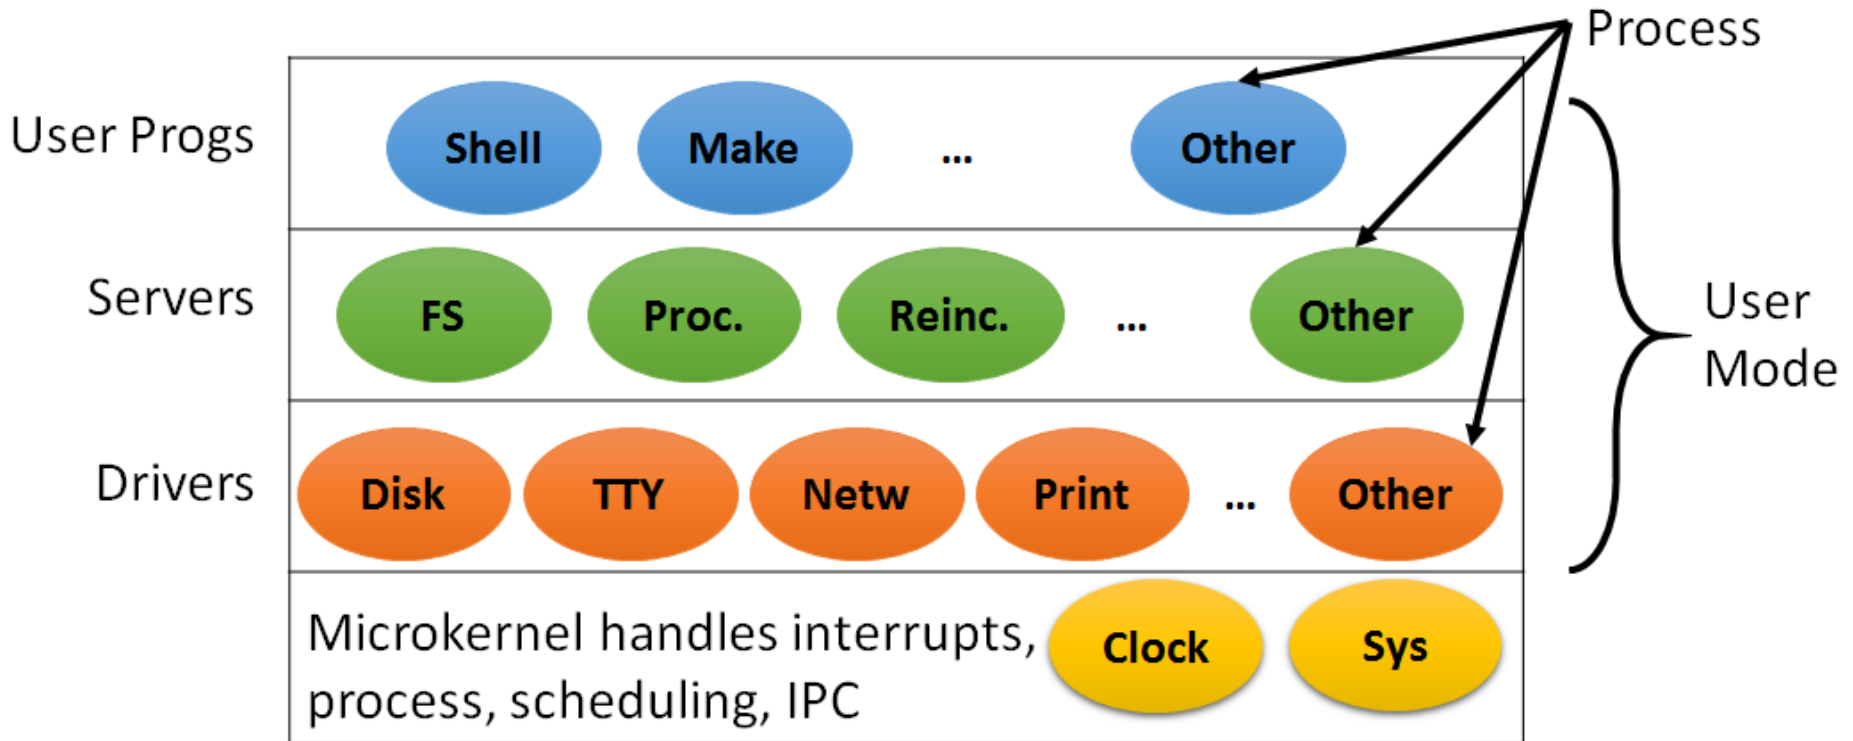 Process
User Progs
Shell
Make
...
Other
Servers
FS
Proc.
Reinc.
...
Other
User
Mode
Drivers
Disk
TTY
Netw
Print
...
Other
Microkernel handles interrupts,
process, scheduling, IPC
Clock
Sys